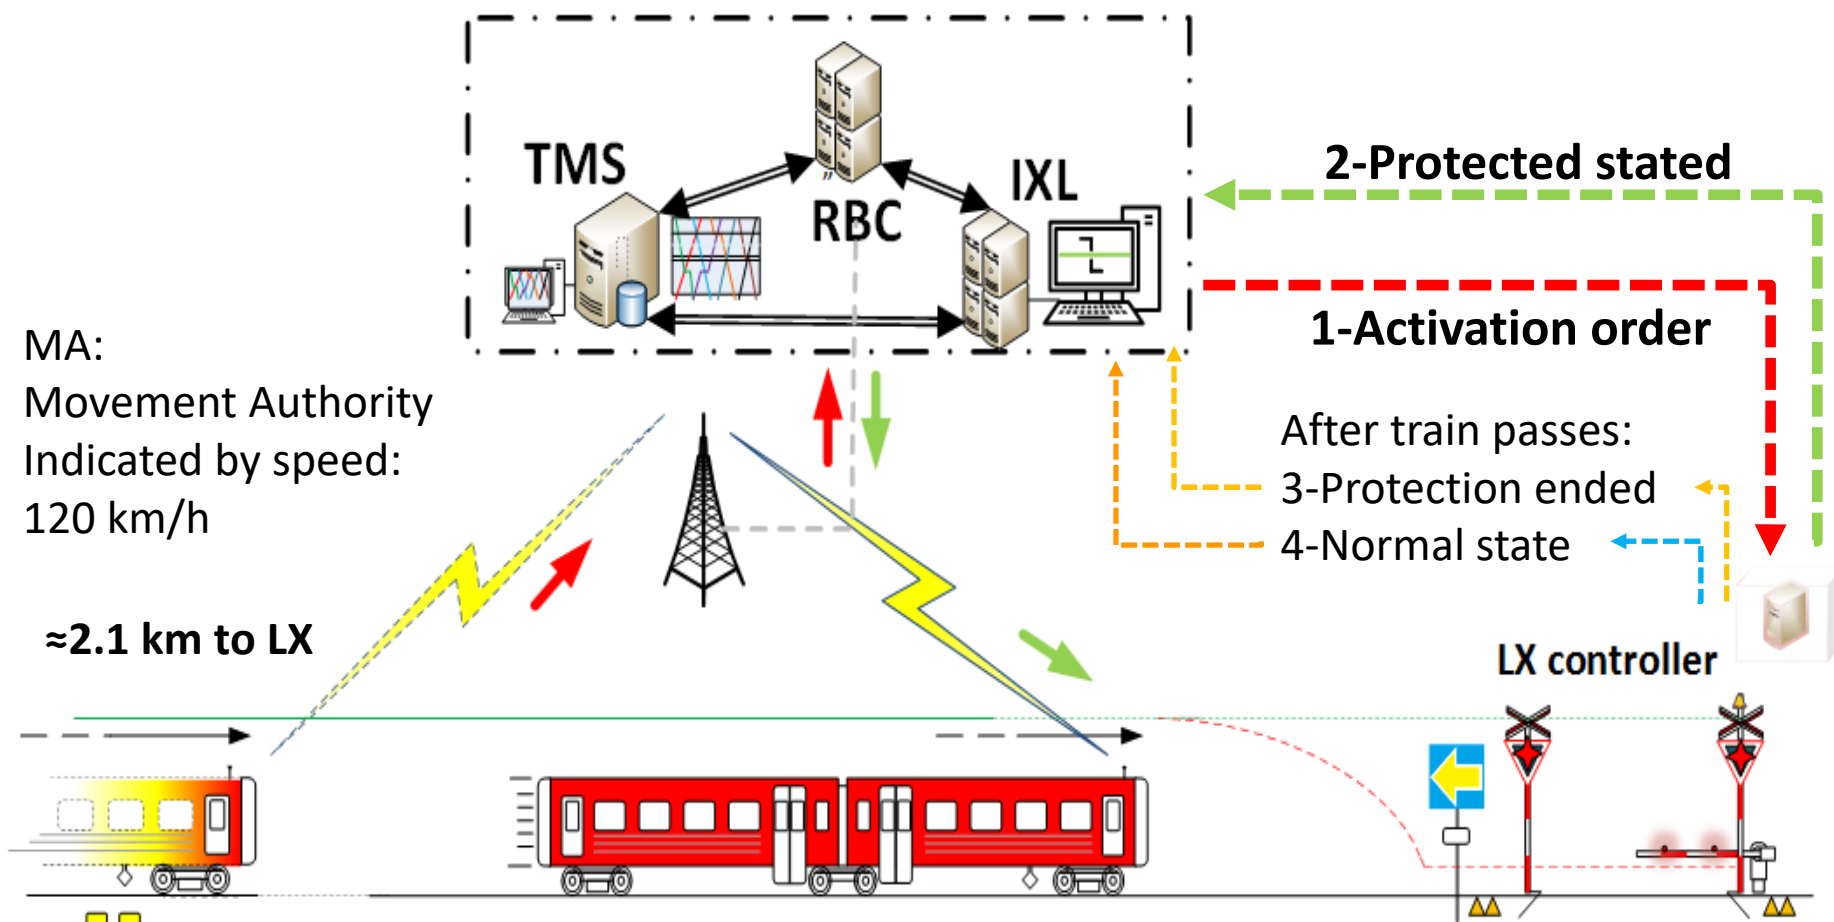 TMS
RBC
IXL
2-Protected stated
1-Activation order
MA:
Movement Authority
Indicated by speed:
120 km/h
After train passes:
3-Protection ended
4-Normal state
≈2.1 km to LX
LX controller